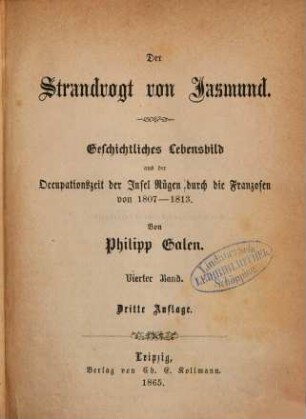 Der
Strandvogt von Jasmund.
Geschichtliches Lebensbild
aus der
Occupationszeit der Insel Rügen durch die Franzosen
von 1807—1813.
Von
Philipp Galen.
Vierter Band.
Dritte Auflage.
Leipzig,
Verlag von Ch. E. Kollmann.
1865.